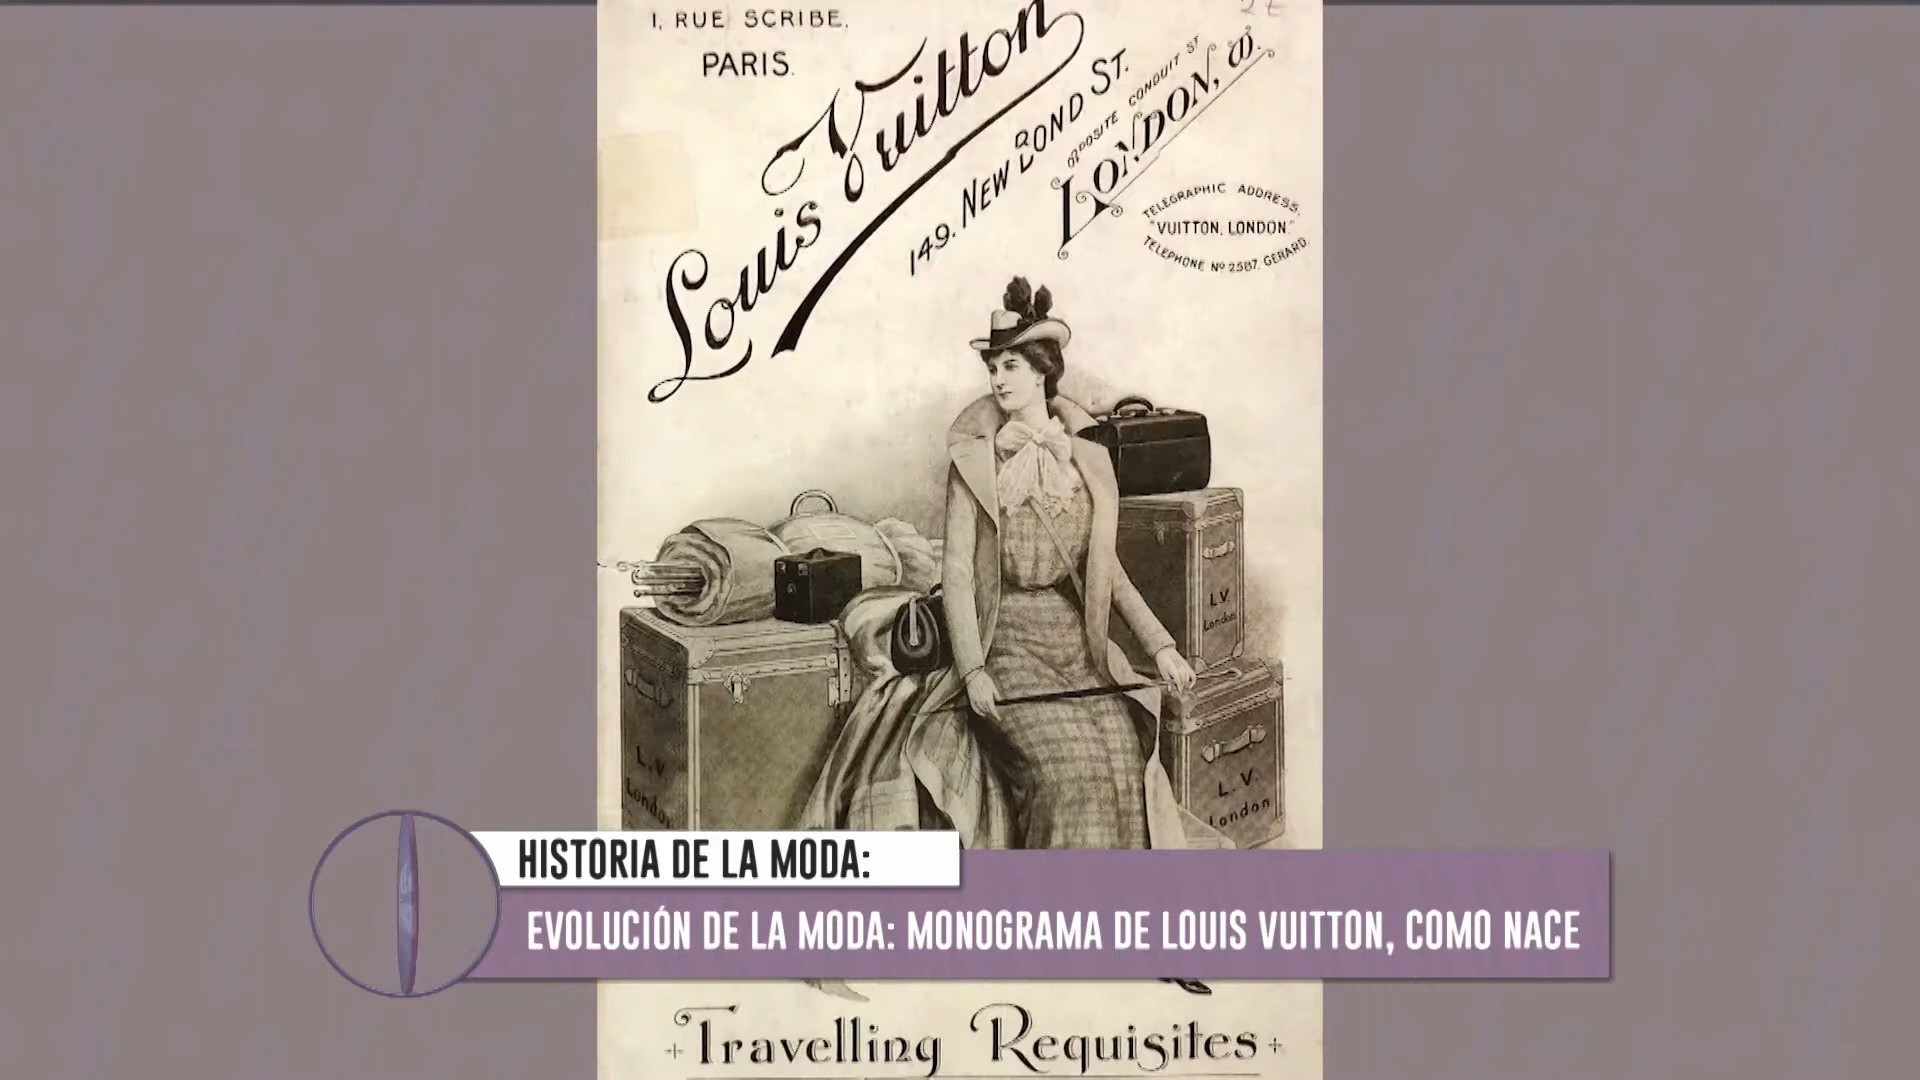 1, RUE SCRIBE.
PARIS.
Louis Vuitton
149. NEW BOND ST.
OPPOSITE CONDUIT ST
LONDON, W.
TELEGRAPHIC ADDRESS.
"VUITTON, LONDON."
TELEPHONE Nº 2587. GERARD.
L.V.
London
L.V.
London
L.V.
London
HISTORIA DE LA MODA:
EVOLUCIÓN DE LA MODA: MONOGRAMA DE LOUIS VUITTON, COMO NACE
Travelling Requisites